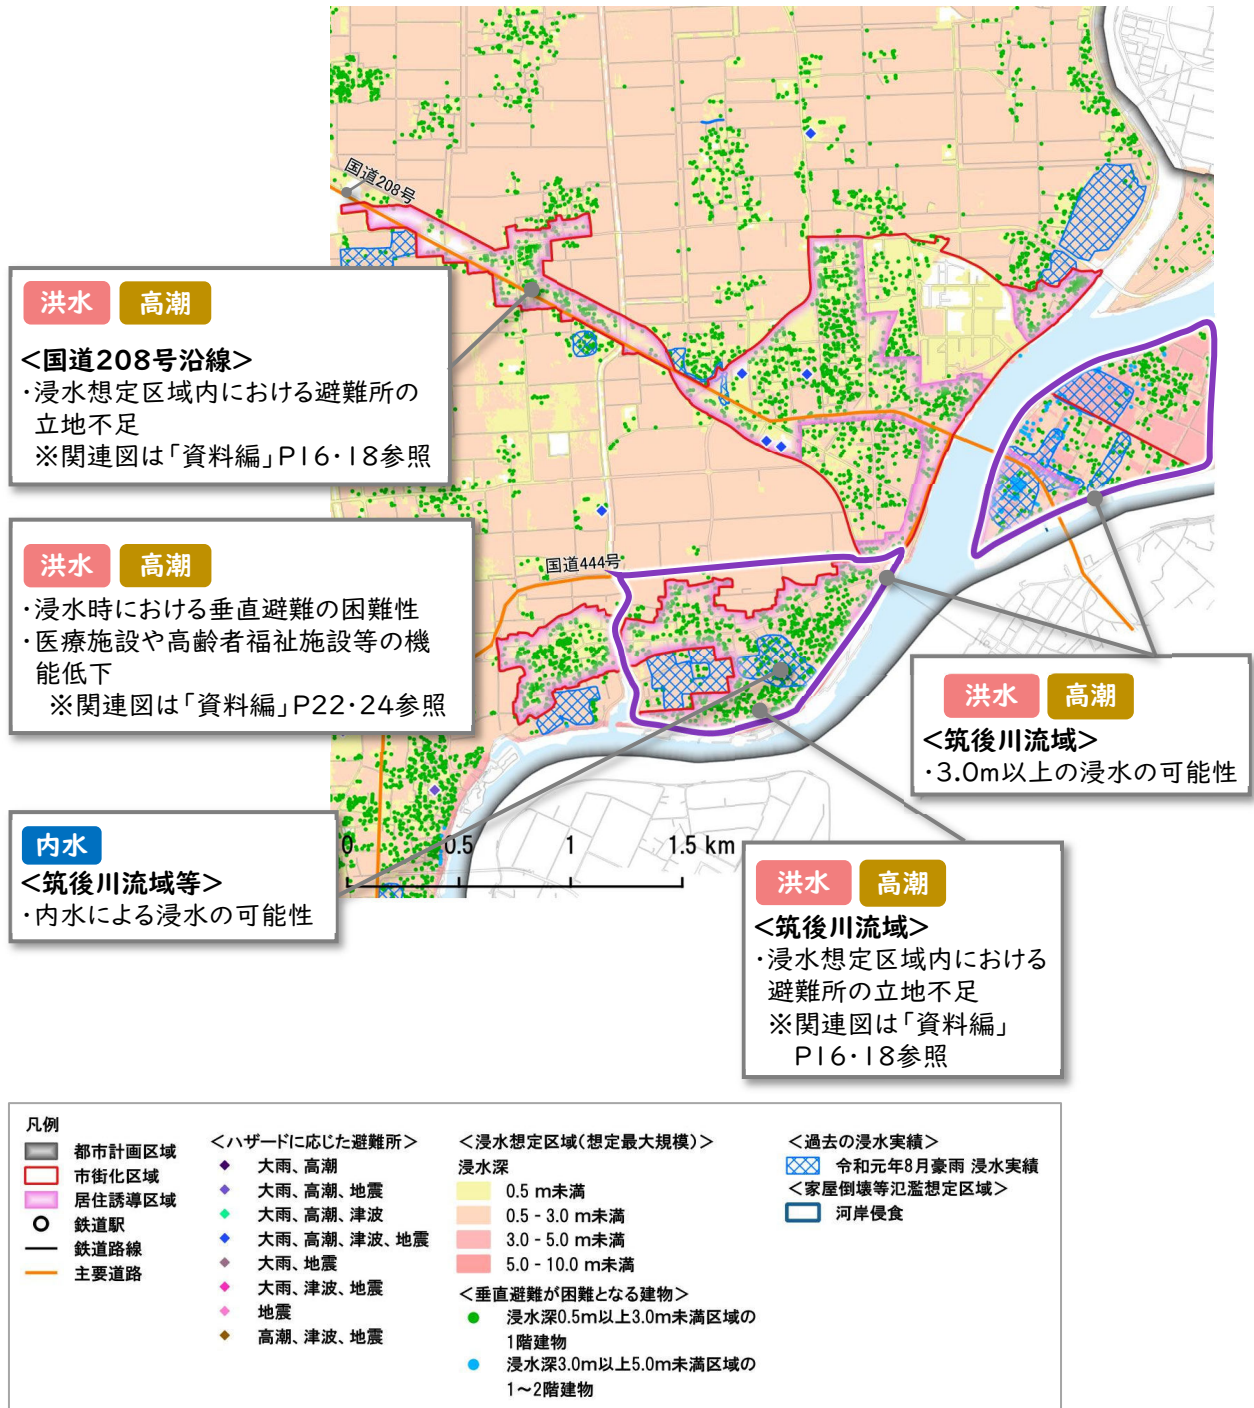 国道208号
洪水 高潮
<国道208号沿線>
・浸水想定区域内における避難所の
立地不足
※関連図は「資料編」P16・18参照
国道444号
洪水 高潮
・浸水時における垂直避難の困難性
・医療施設や高齢者福祉施設等の機
能低下
※関連図は「資料編」P22・24参照
洪水 高潮
<筑後川流域>
・3.0m以上の浸水の可能性
内水
<筑後川流域等>
・内水による浸水の可能性
0 0.5 1 1.5 km
洪水 高潮
<筑後川流域>
・浸水想定区域内における
避難所の立地不足
※関連図は「資料編」
P16・18参照
凡例
都市計画区域
市街化区域
居住誘導区域
鉄道駅
鉄道路線
主要道路
<ハザードに応じた避難所>
大雨、高潮
大雨、高潮、地震
大雨、高潮、津波
大雨、高潮、津波、地震
大雨、地震
大雨、津波、地震
地震
高潮、津波、地震
<浸水想定区域(想定最大規模)>
浸水深
0.5 m未満
0.5 - 3.0 m未満
3.0 - 5.0 m未満
5.0 - 10.0 m未満
<垂直避難が困難となる建物>
浸水深0.5m以上3.0m未満区域の
1階建物
浸水深3.0m以上5.0m未満区域の
1～2階建物
<過去の浸水実績>
令和元年8月豪雨 浸水実績
<家屋倒壊等氾濫想定区域>
河岸侵食